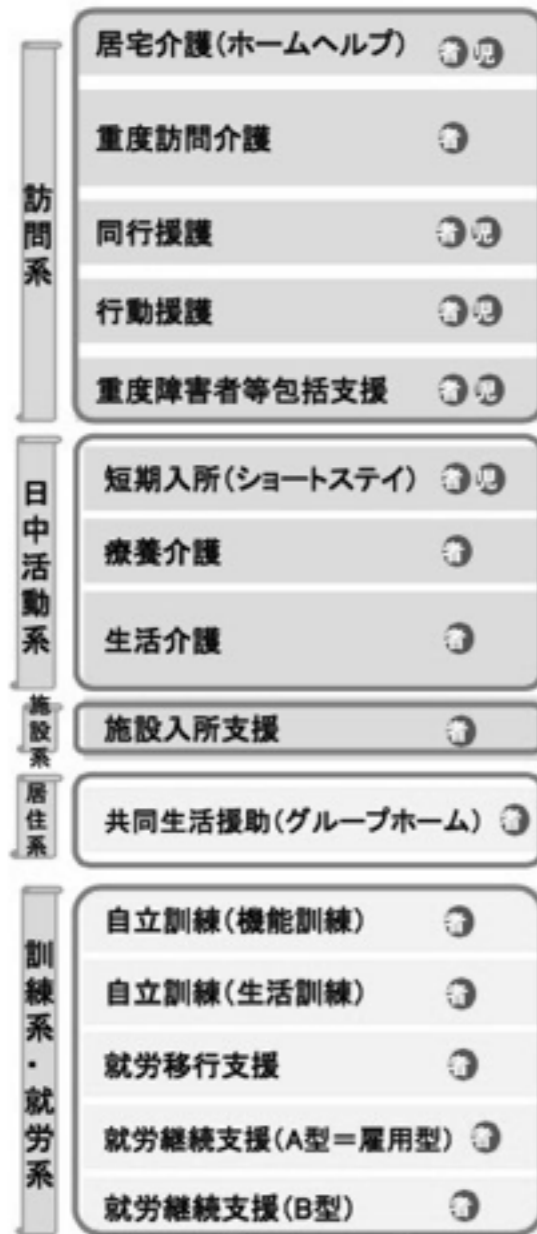 訪問系
居宅介護(ホームヘルプ) 者 児
重度訪問介護 者
同行援護 者 児
行動援護 者 児
重度障害者等包括支援 者 児
日中活動系
短期入所(ショートステイ) 者 児
療養介護 者
生活介護 者
施設系
施設入所支援 者
居住系
共同生活援助(グループホーム) 者
訓練系・就労系
自立訓練(機能訓練) 者
自立訓練(生活訓練) 者
就労移行支援 者
就労継続支援(A型＝雇用型) 者
就労継続支援(B型) 者